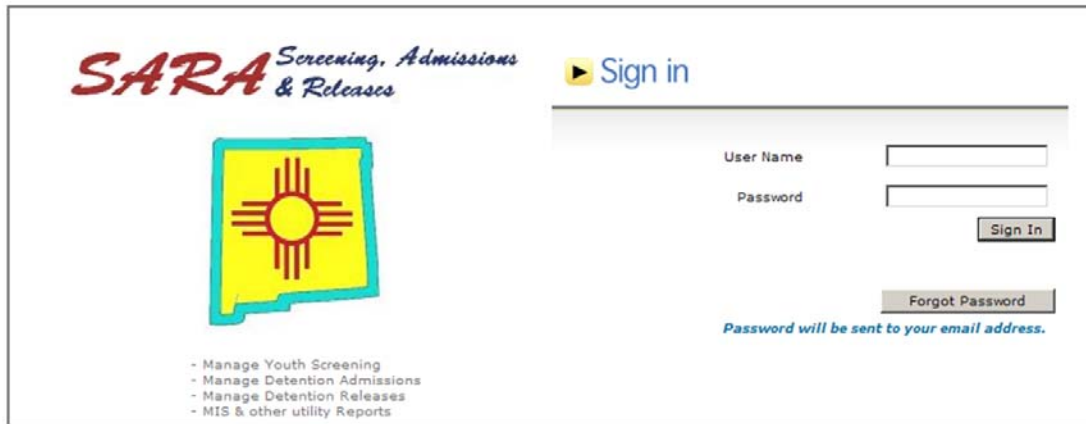 SARA Screening, Admissions
& Releases
- Manage Youth Screening
- Manage Detention Admissions
- Manage Detention Releases
- MIS & other utility Reports
Sign in
User Name
Password
Sign In
Forgot Password
Password will be sent to your email address.